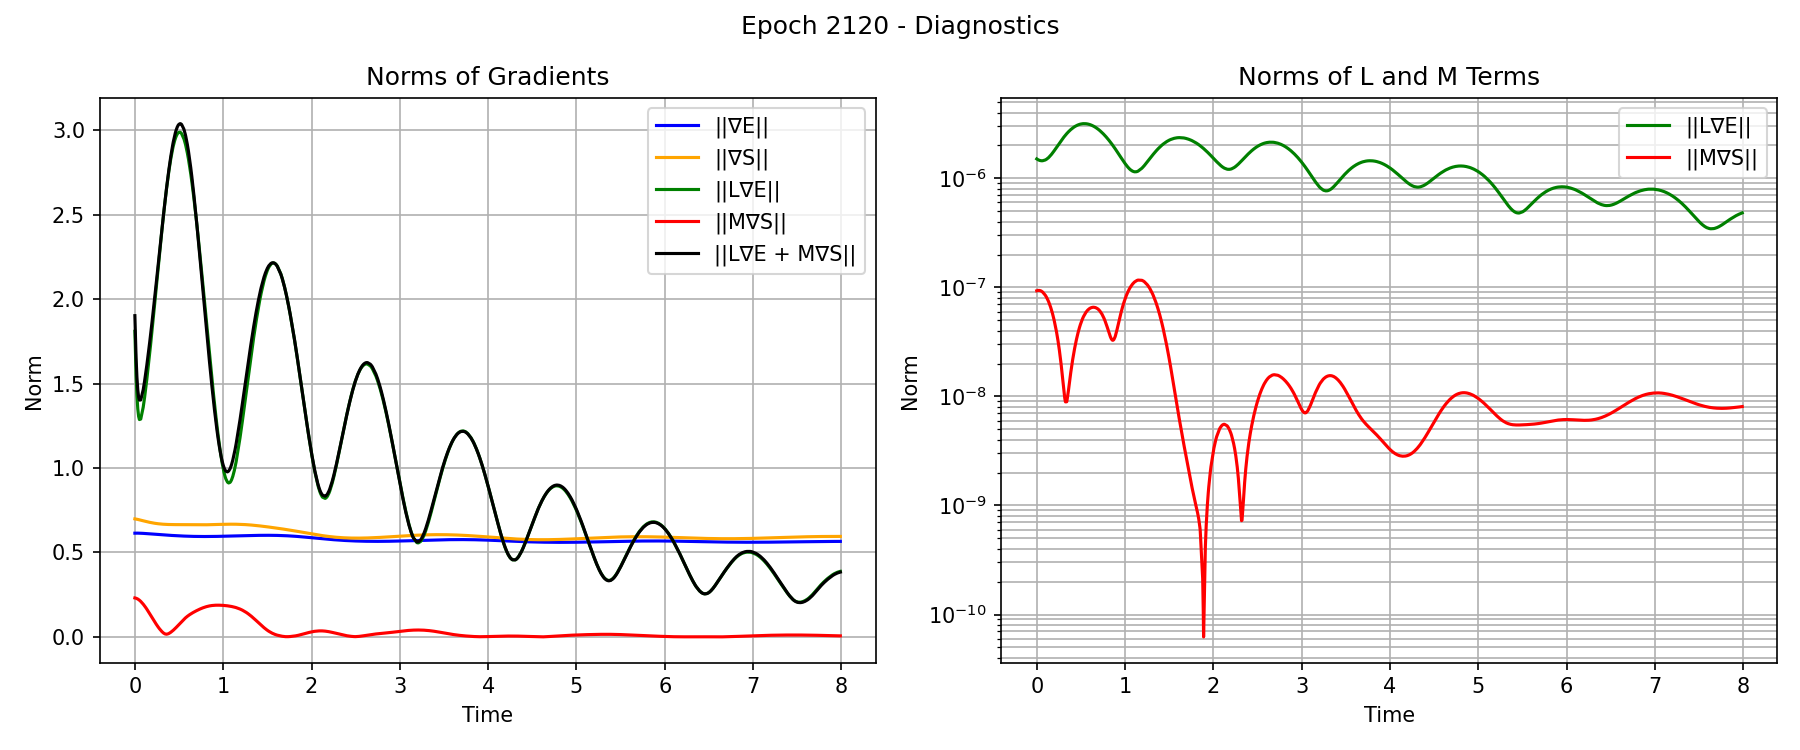 Epoch 2120 - Diagnostics
Norms of Gradients
Norm
3.0
2.5
2.0
1.5
1.0
0.5
0.0
||∇E||
||∇S||
||L∇E||
||M∇S||
||L∇E + M∇S||
0 1 2 3 4 5 6 7 8
Time
Norms of L and M Terms
Norm
10⁻⁶
10⁻⁷
10⁻⁸
10⁻⁹
10⁻¹⁰
||L∇E||
||M∇S||
0 1 2 3 4 5 6 7 8
Time